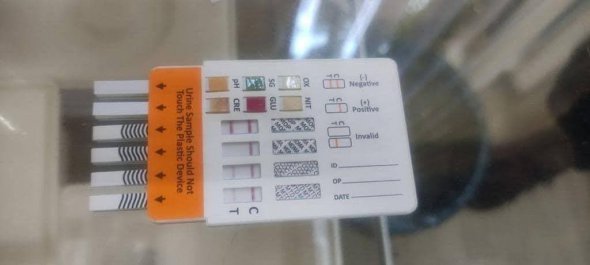 Urine Sample Should Not
Touch The Plastic Device
OX
SG
pH
NIT
GLU
CRE
C
T
(-)
Negative
C
T
(+)
Positive
C
T
Invalid
ID
OP
DATE